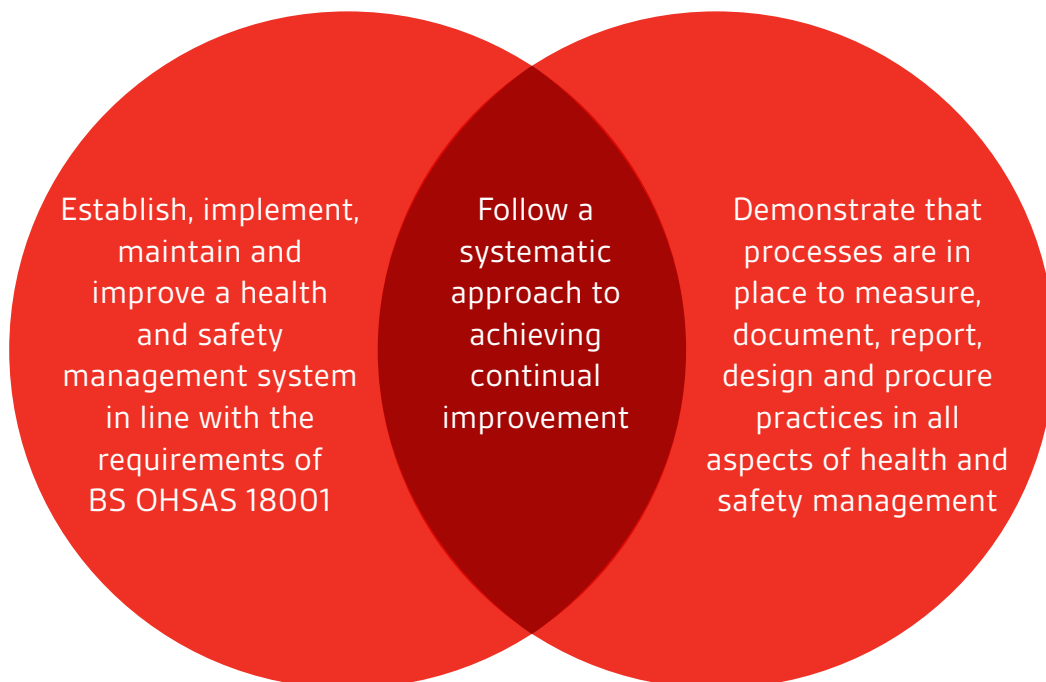 Establish, implement,
maintain and
improve a health
and safety
management system
in line with the
requirements of
BS OHSAS 18001
Follow a
systematic
approach to
achieving
continual
improvement
Demonstrate that
processes are in
place to measure,
document, report,
design and procure
practices in all
aspects of health and
safety management